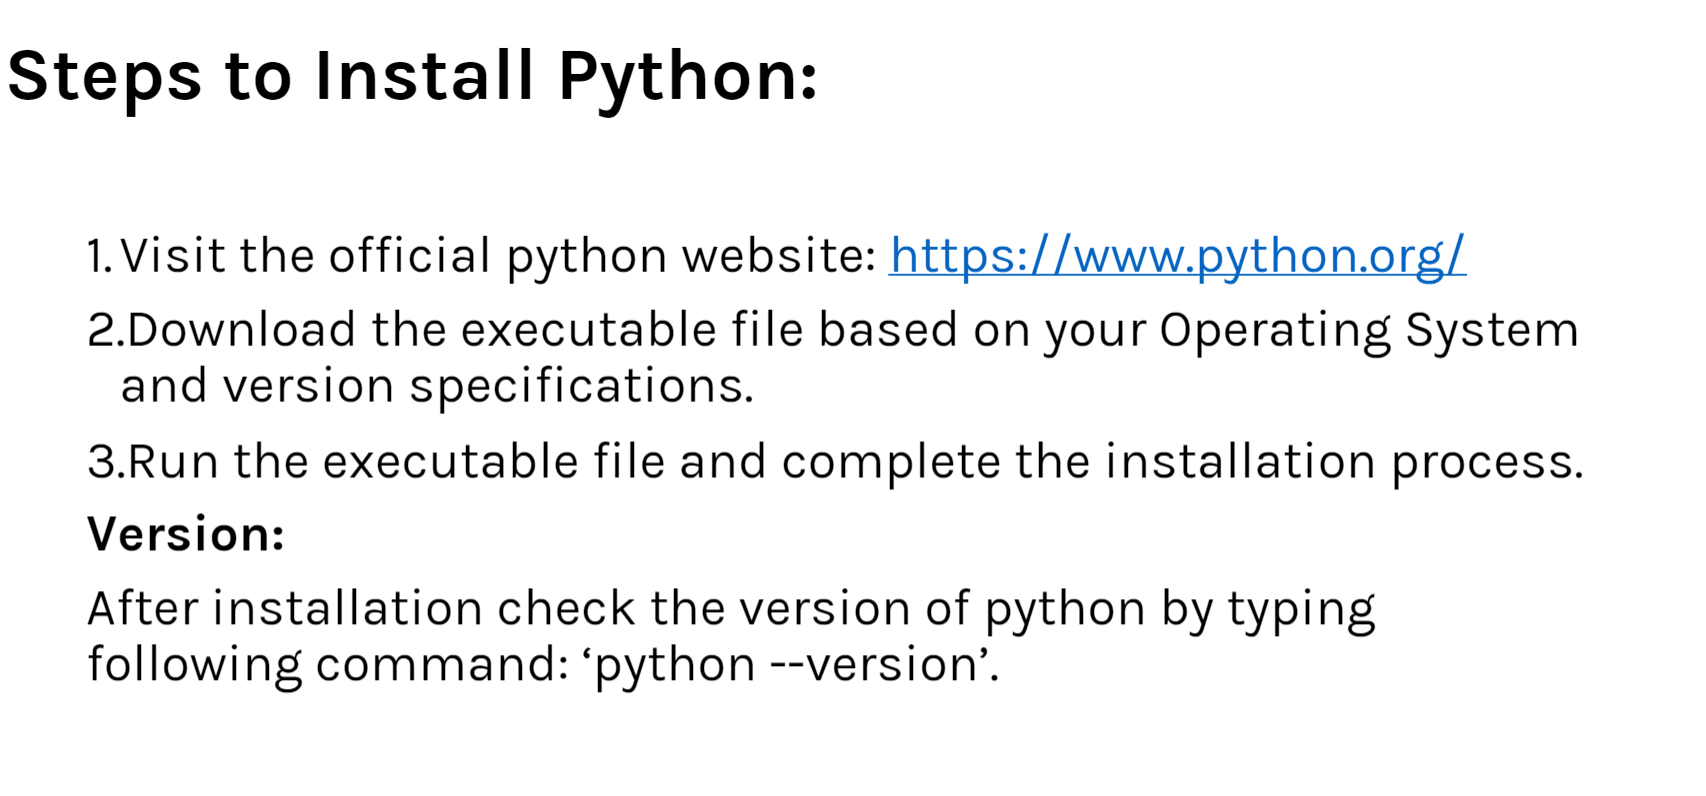 Steps to Install Python:
1. Visit the official python website: https://www.python.org/
2.Download the executable file based on your Operating System
and version specifications.
3.Run the executable file and complete the installation process.
Version:
After installation check the version of python by typing
following command: ‘python --version’.